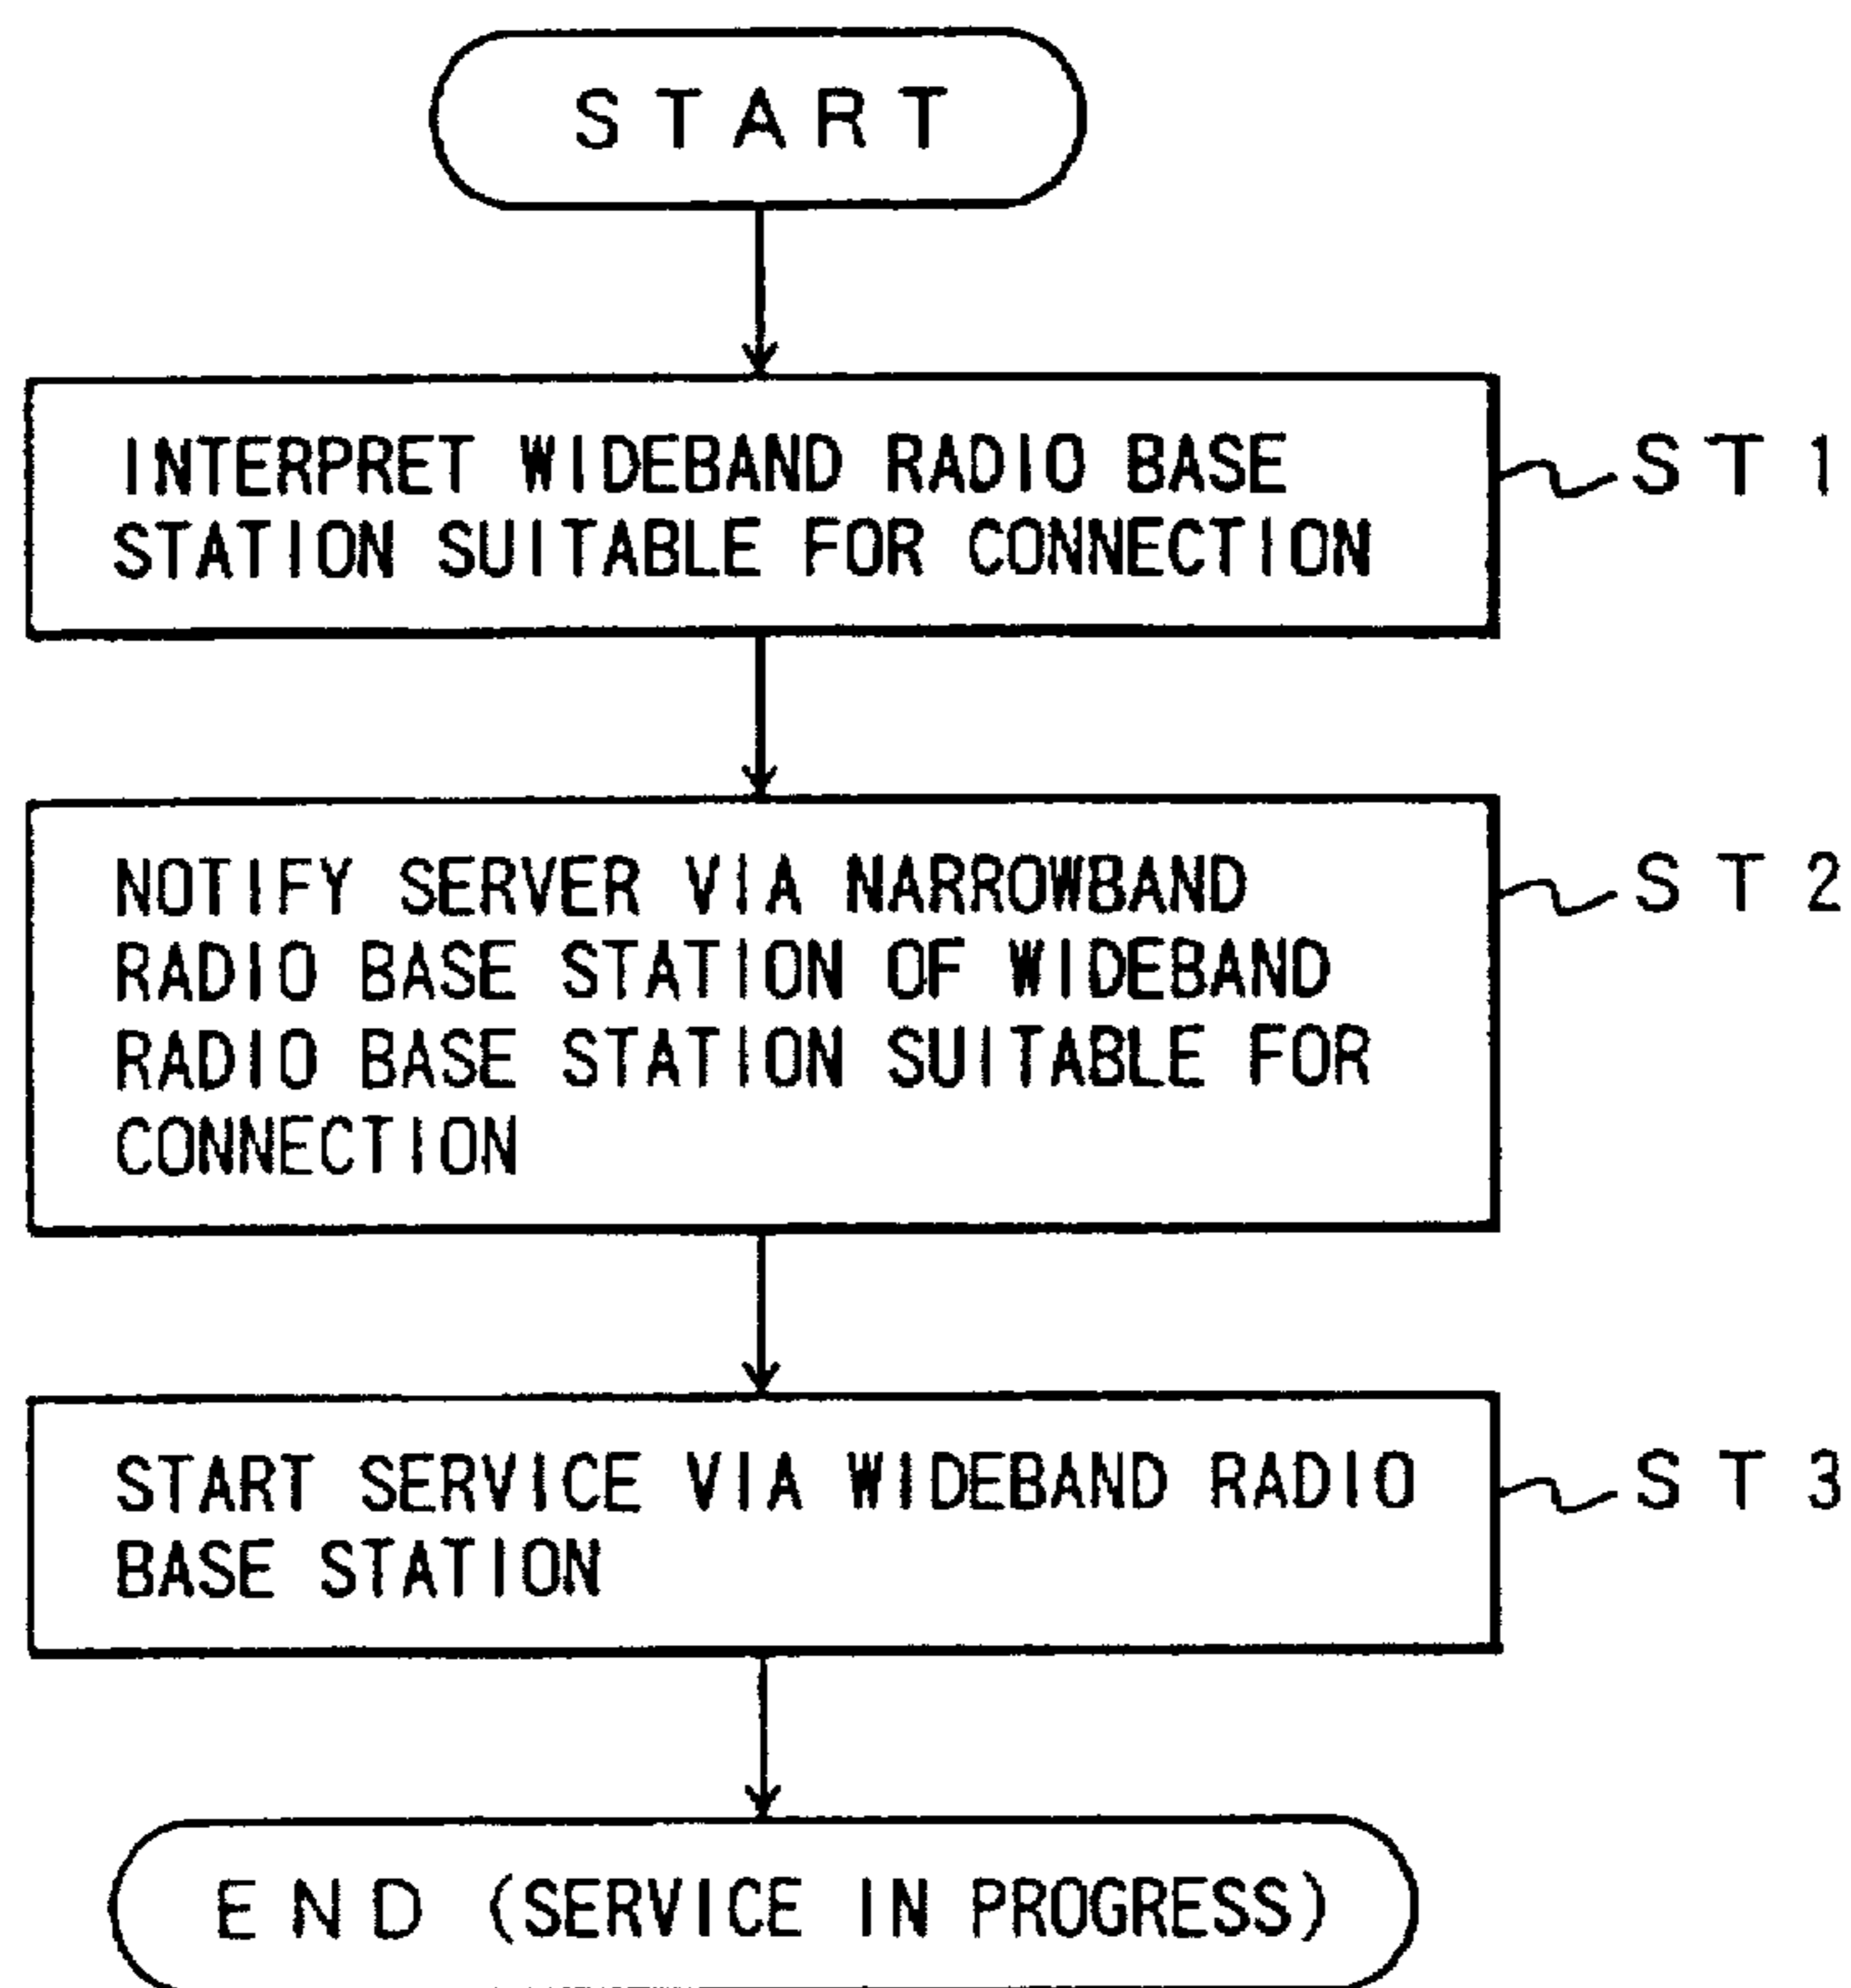 START
INTERPRET WIDEBAND RADIO BASE
STATION SUITABLE FOR CONNECTION
ST1
NOTIFY SERVER VIA NARROWBAND
RADIO BASE STATION OF WIDEBAND
RADIO BASE STATION SUITABLE FOR
CONNECTION
ST2
START SERVICE VIA WIDEBAND RADIO
BASE STATION
ST3
END (SERVICE IN PROGRESS)